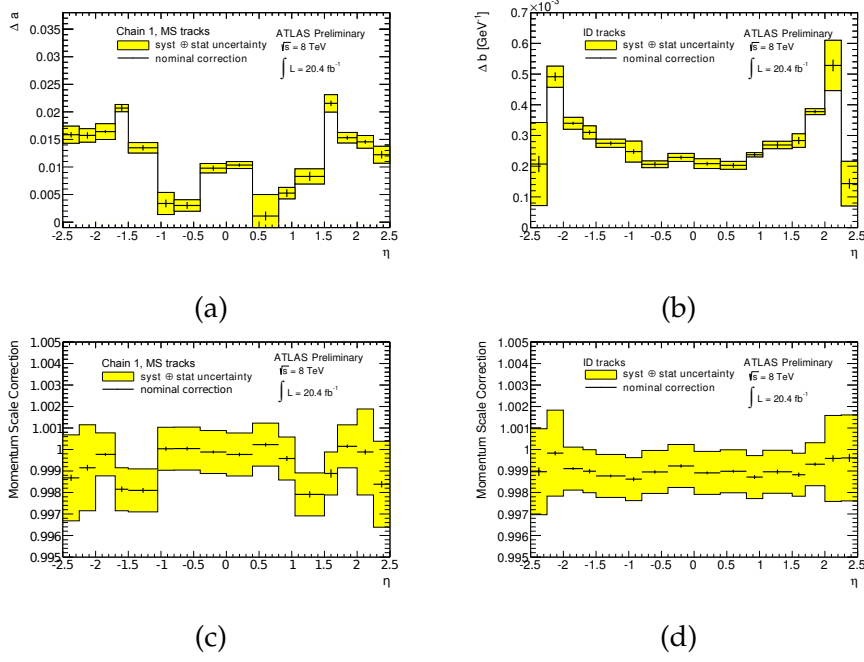 Δ a
0.035
0.03
0.025
0.02
0.015
0.01
0.005
0
Chain 1, MS tracks
syst ⊕ stat uncertainty
nominal correction
ATLAS Preliminary
√s = 8 TeV
∫ L = 20.4 fb⁻¹
-2.5 -2 -1.5 -1 -0.5 0 0.5 1 1.5 2 2.5
η
(a)
Δ b [GeV⁻¹]
0.7 ×10⁻³
0.6
0.5
0.4
0.3
0.2
0.1
0
ID tracks
syst ⊕ stat uncertainty
nominal correction
ATLAS Preliminary
√s = 8 TeV
∫ L = 20.4 fb⁻¹
-2.5 -2 -1.5 -1 -0.5 0 0.5 1 1.5 2 2.5
η
(b)
Momentum Scale Correction
1.005
1.004
1.003
1.002
1.001
1
0.999
0.998
0.997
0.996
0.995
Chain 1, MS tracks
syst ⊕ stat uncertainty
nominal correction
ATLAS Preliminary
√s = 8 TeV
∫ L = 20.4 fb⁻¹
-2.5 -2 -1.5 -1 -0.5 0 0.5 1 1.5 2 2.5
η
(c)
Momentum Scale Correction
1.005
1.004
1.003
1.002
1.001
1
0.999
0.998
0.997
0.996
0.995
ID tracks
syst ⊕ stat uncertainty
nominal correction
ATLAS Preliminary
√s = 8 TeV
∫ L = 20.4 fb⁻¹
-2.5 -2 -1.5 -1 -0.5 0 0.5 1 1.5 2 2.5
η
(d)